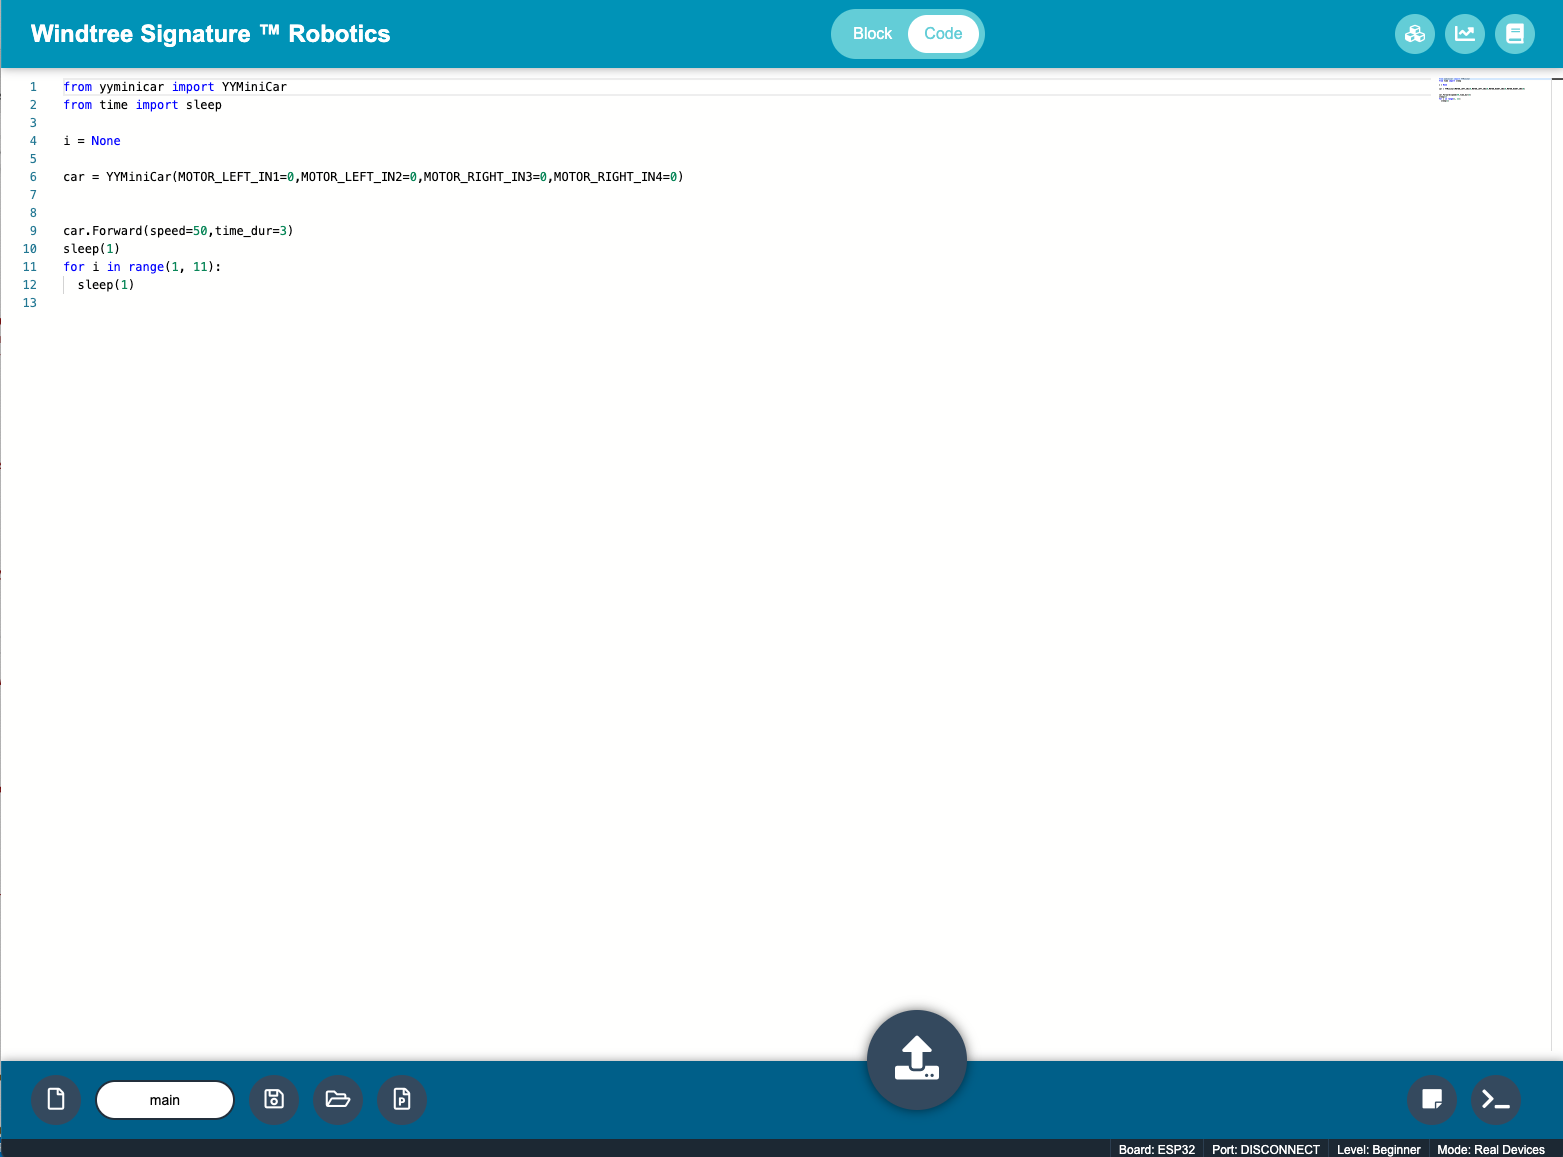 Windtree Signature ™ Robotics
Block Code
1 from yyminicar import YYMiniCar
2 from time import sleep
3
4 i = None
5
6 car = YYMiniCar(MOTOR_LEFT_IN1=0,MOTOR_LEFT_IN2=0,MOTOR_RIGHT_IN3=0,MOTOR_RIGHT_IN4=0)
7
8
9 car.Forward(speed=50,time_dur=3)
10 sleep(1)
11 for i in range(1, 11):
12 sleep(1)
13
main
Board: ESP32 Port: DISCONNECT Level: Beginner Mode: Real Devices